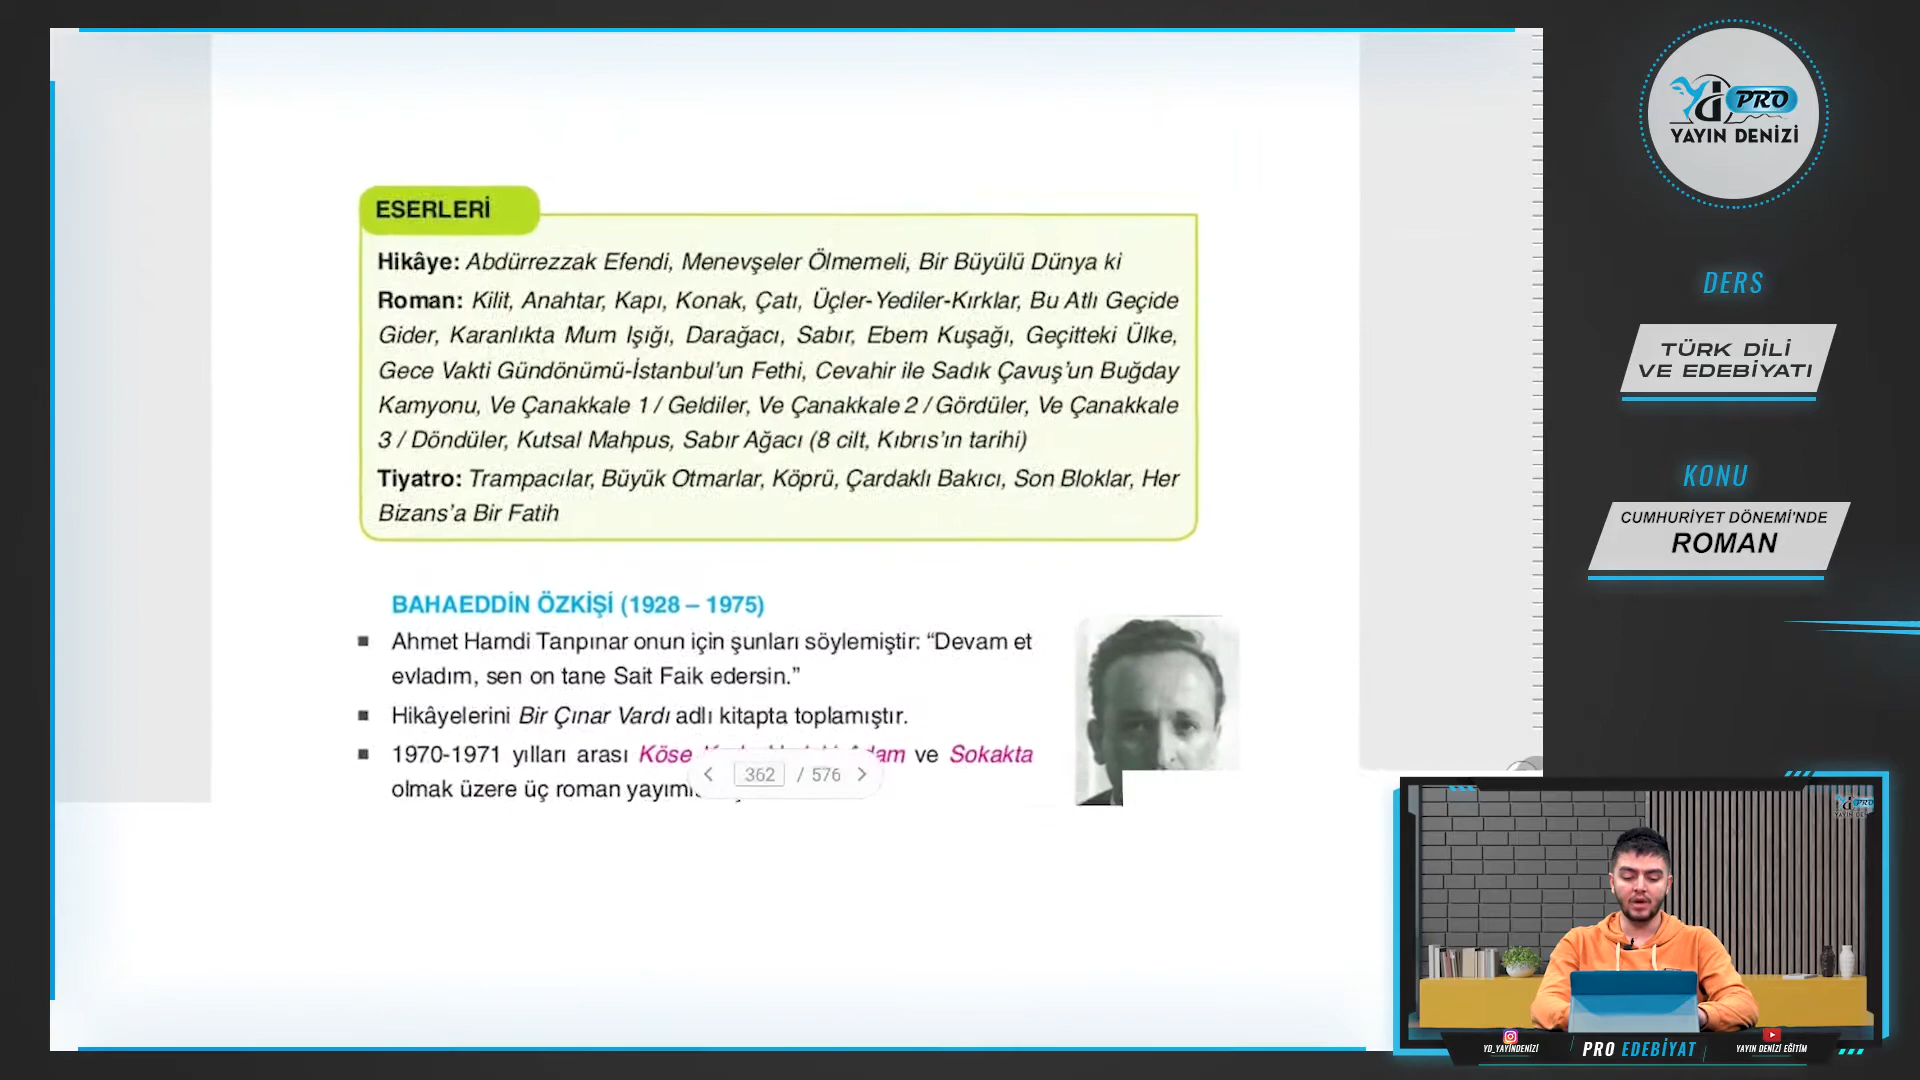 ESERLERİ
Hikâye: Abdürrezzak Efendi, Menevşeler Ölmemeli, Bir Büyülü Dünya ki
Roman: Kilit, Anahtar, Kapı, Konak, Çatı, Üçler-Yediler-Kırklar, Bu Atlı Geçide
Gider, Karanlıkta Mum Işığı, Darağacı, Sabır, Ebem Kuşağı, Geçitteki Ülke,
Gece Vakti Gündönümü-İstanbul’un Fethi, Cevahir ile Sadık Çavuş’un Buğday
Kamyonu, Ve Çanakkale 1 / Geldiler, Ve Çanakkale 2 / Gördüler, Ve Çanakkale
3 / Döndüler, Kutsal Mahpus, Sabır Ağacı (8 cilt, Kıbrıs’ın tarihi)
Tiyatro: Trampacılar, Büyük Otmarlar, Köprü, Çardaklı Bakıcı, Son Bloklar, Her
Bizans’a Bir Fatih
BAHAEDDİN ÖZKİŞİ (1928 – 1975)
■ Ahmet Hamdi Tanpınar onun için şunları söylemiştir: “Devam et
evladım, sen on tane Sait Faik edersin.”
■ Hikâyelerini Bir Çınar Vardı adlı kitapta toplamıştır.
■ 1970-1971 yılları arası Köse ve Sokakta
olmak üzere üç roman
362 / 576
Yd PRO
YAYIN DENİZİ
DERS
TÜRK DİLİ
VE EDEBİYATI
KONU
CUMHURİYET DÖNEMİ'NDE
ROMAN
YD_YAYINDENIZI
PRO EDEBİYAT
YAYIN DENİZİ EĞİTİM